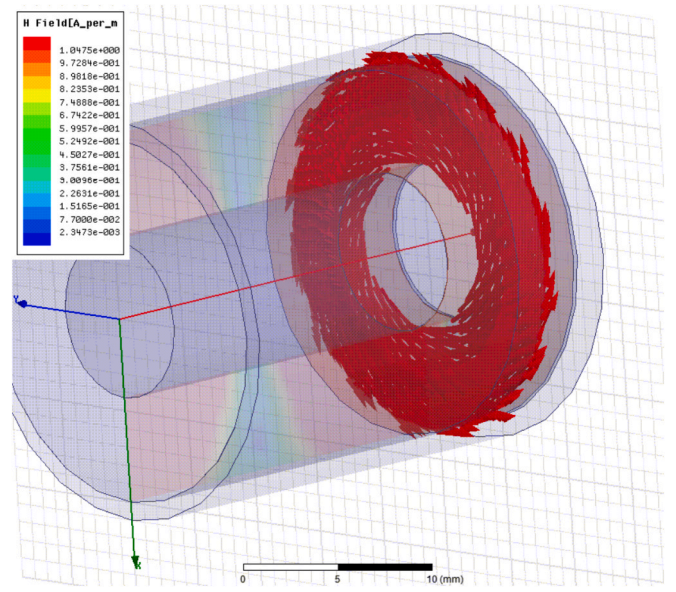 H Field[A_per_m
1.0475e+000
9.7284e-001
8.9818e-001
8.2353e-001
7.4888e-001
6.7422e-001
5.9957e-001
5.2492e-001
4.5027e-001
3.7561e-001
3.0096e-001
2.2631e-001
1.5165e-001
7.7000e-002
2.3473e-003
Y
X
0
5
10 (mm)